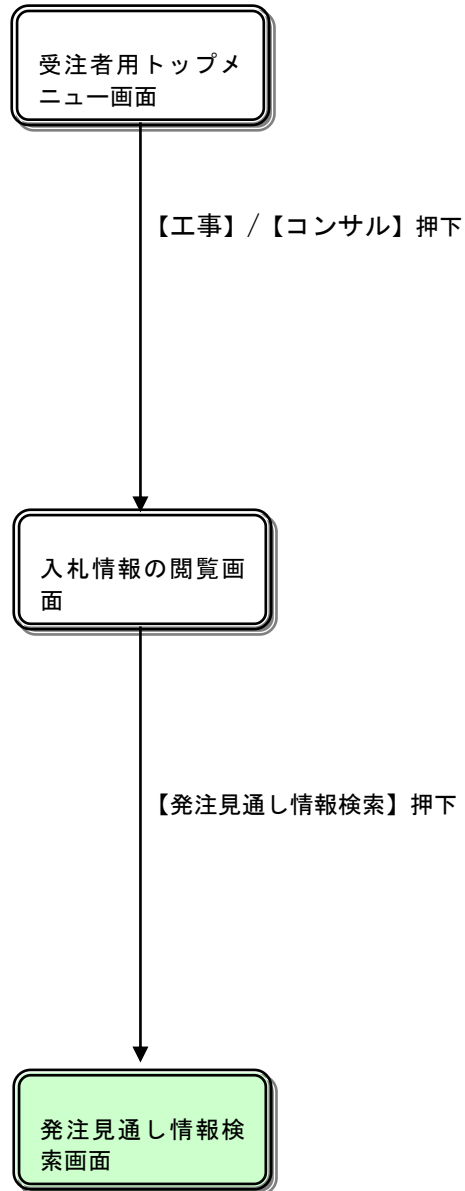 受注者用トップメ
ニュー画面
【工事】/【コンサル】押下
入札情報の閲覧画
面
【発注見通し情報検索】押下
発注見通し情報検
索画面